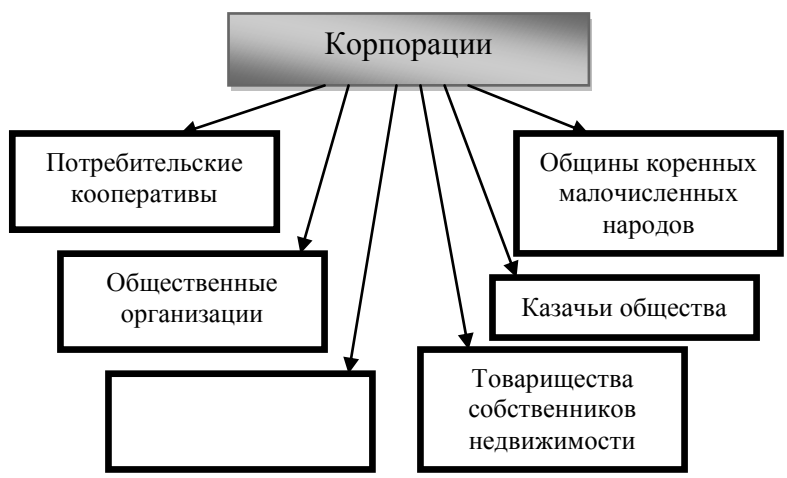 Корпорации
Потребительские
кооперативы
Общины коренных
малочисленных
народов
Общественные
организации
Казачьи общества
Товарищества
собственников
недвижимости